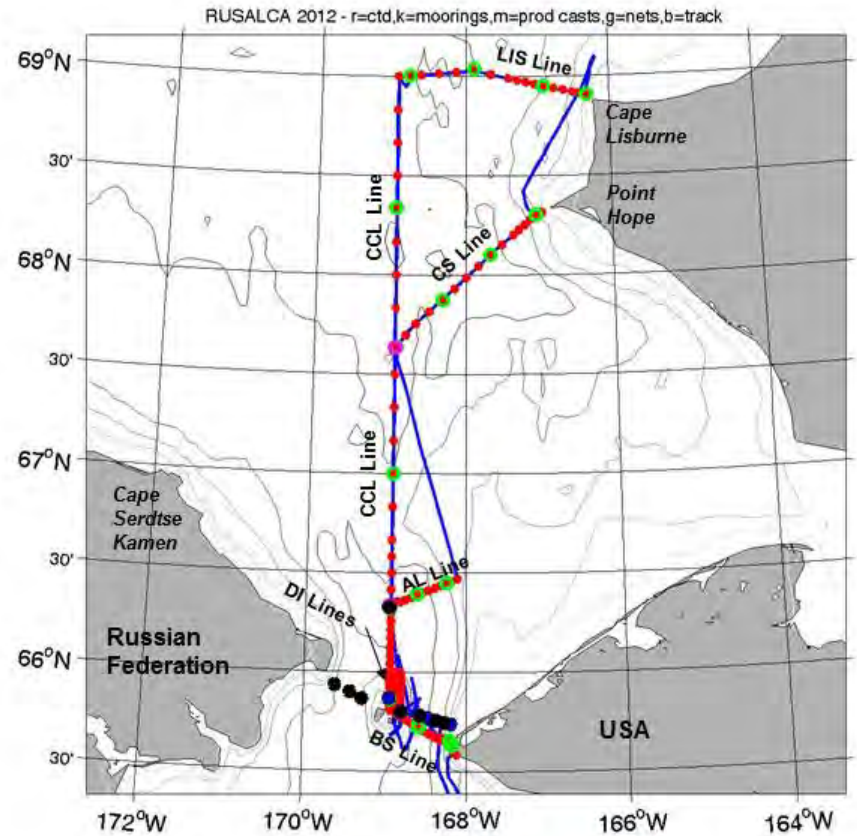 RUSALCA 2012 - r=ctd,k=moorings,m=prod casts,g=nets,b=track
69°N
LIS Line
Cape
Lisburne
30'
CCL Line
Point
Hope
CS Line
68°N
30'
67°N
CCL Line
Cape
Serdtse
Kamen
30'
AL Line
DI Lines
Russian
Federation
66°N
USA
BS Line
30'
172°W
170°W
168°W
166°W
164°W